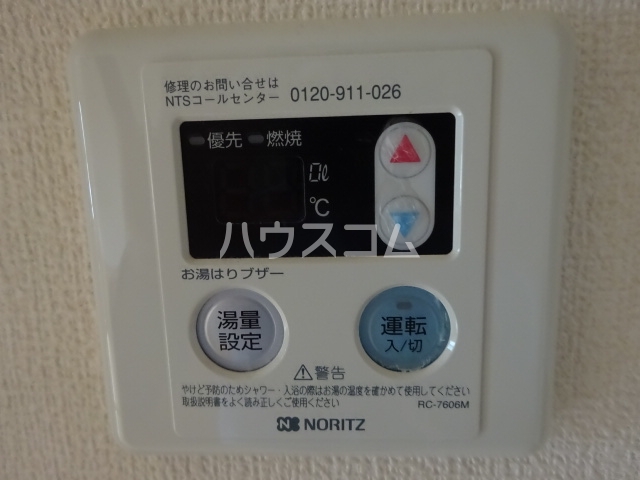 修理のお問い合せは
NTSコールセンター 0120-911-026
優先 燃焼
0ℓ
℃
ハウスコム
お湯はりブザー
湯量
設定
運転
入/切
⚠警告
やけど予防のためシャワー・入浴の際はお湯の温度を確かめて使用してください
取扱説明書をよく読み正しくご使用ください RC-7606M
NORITZ